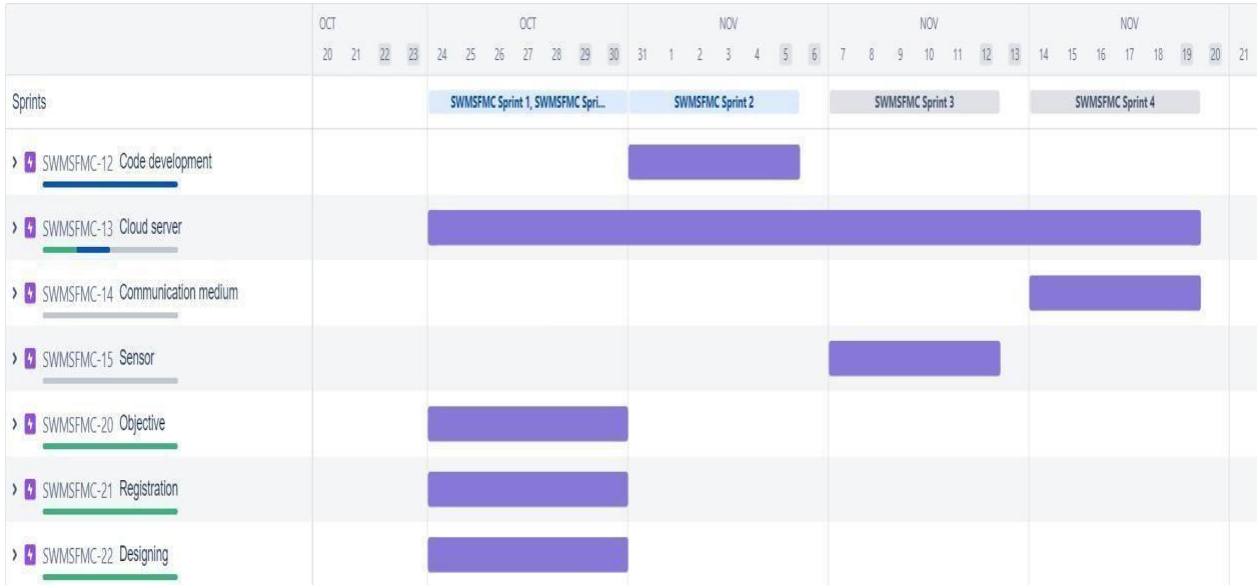 OCT OCT NOV NOV NOV
20 21 22 23 24 25 26 27 28 29 30 31 1 2 3 4 5 6 7 8 9 10 11 12 13 14 15 16 17 18 19 20 21
Sprints SWMSFMC Sprint 1, SWMSFMC Spri... SWMSFMC Sprint 2 SWMSFMC Sprint 3 SWMSFMC Sprint 4
SWMSFMC-12 Code development
SWMSFMC-13 Cloud server
SWMSFMC-14 Communication medium
SWMSFMC-15 Sensor
SWMSFMC-20 Objective
SWMSFMC-21 Registration
SWMSFMC-22 Designing